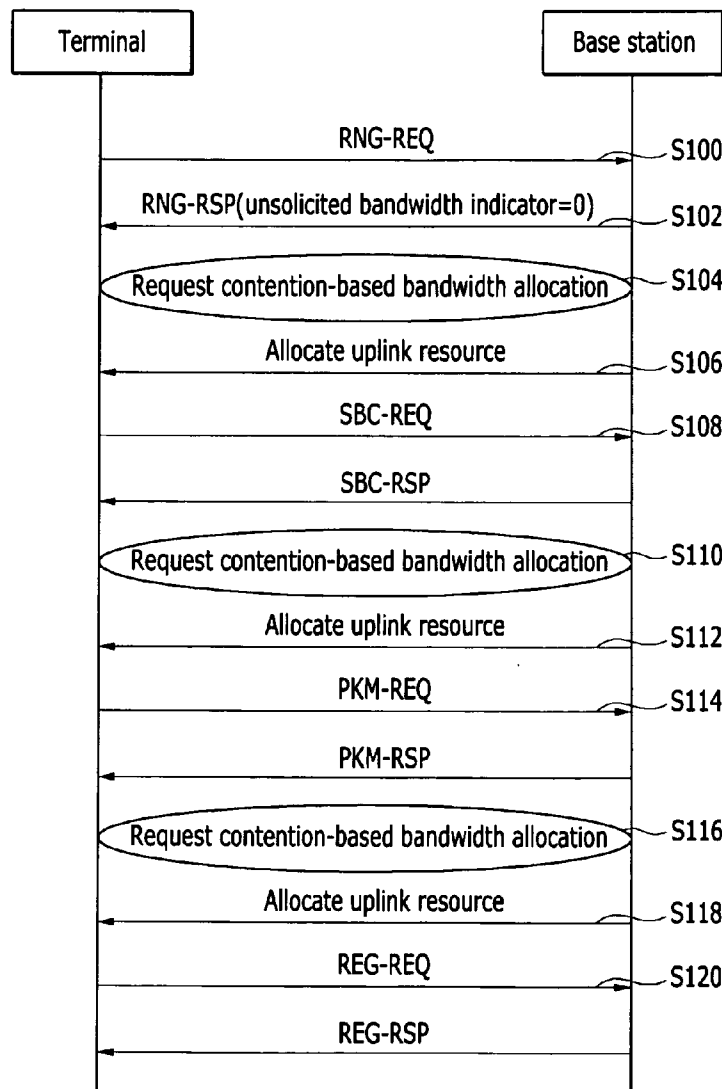 Terminal
Base station
RNG-REQ
S100
RNG-RSP(unsolicited bandwidth indicator=0)
S102
Request contention-based bandwidth allocation
S104
Allocate uplink resource
S106
SBC-REQ
S108
SBC-RSP
Request contention-based bandwidth allocation
S110
Allocate uplink resource
S112
PKM-REQ
S114
PKM-RSP
Request contention-based bandwidth allocation
S116
Allocate uplink resource
S118
REG-REQ
S120
REG-RSP